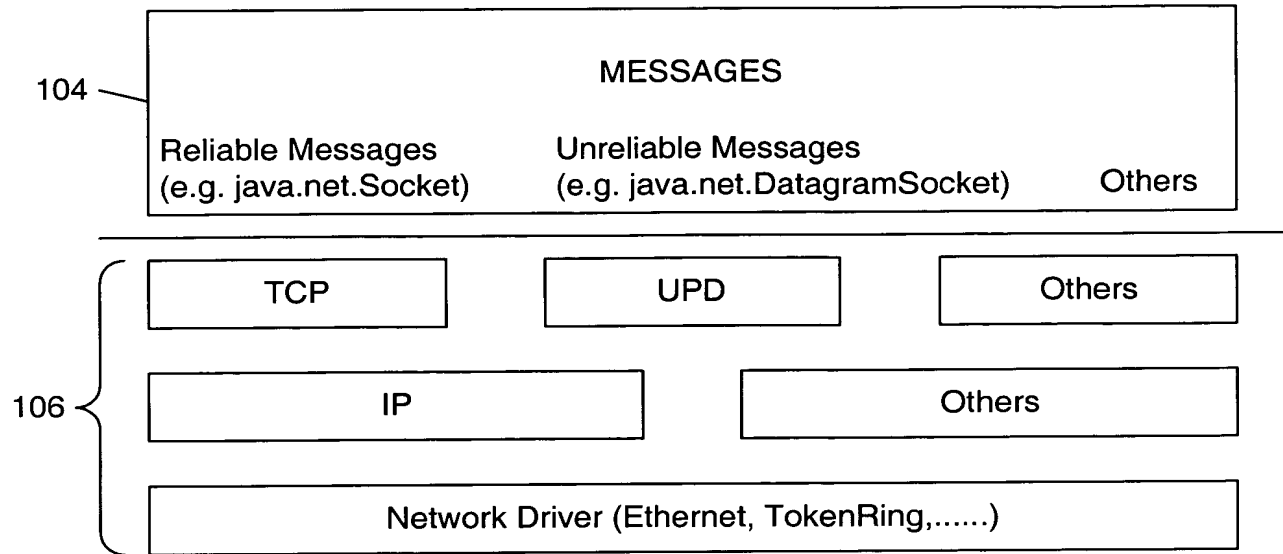 MESSAGES
104
Reliable Messages
(e.g. java.net.Socket)
Unreliable Messages
(e.g. java.net.DatagramSocket)
Others
TCP
UPD
Others
106
IP
Others
Network Driver (Ethernet, TokenRing,......)